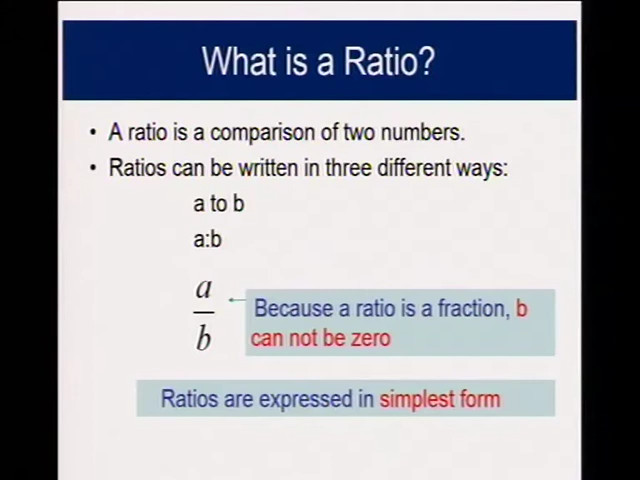 What is a Ratio?
• A ratio is a comparison of two numbers.
• Ratios can be written in three different ways:
a to b
a:b
a
b
Because a ratio is a fraction, b
can not be zero
Ratios are expressed in simplest form